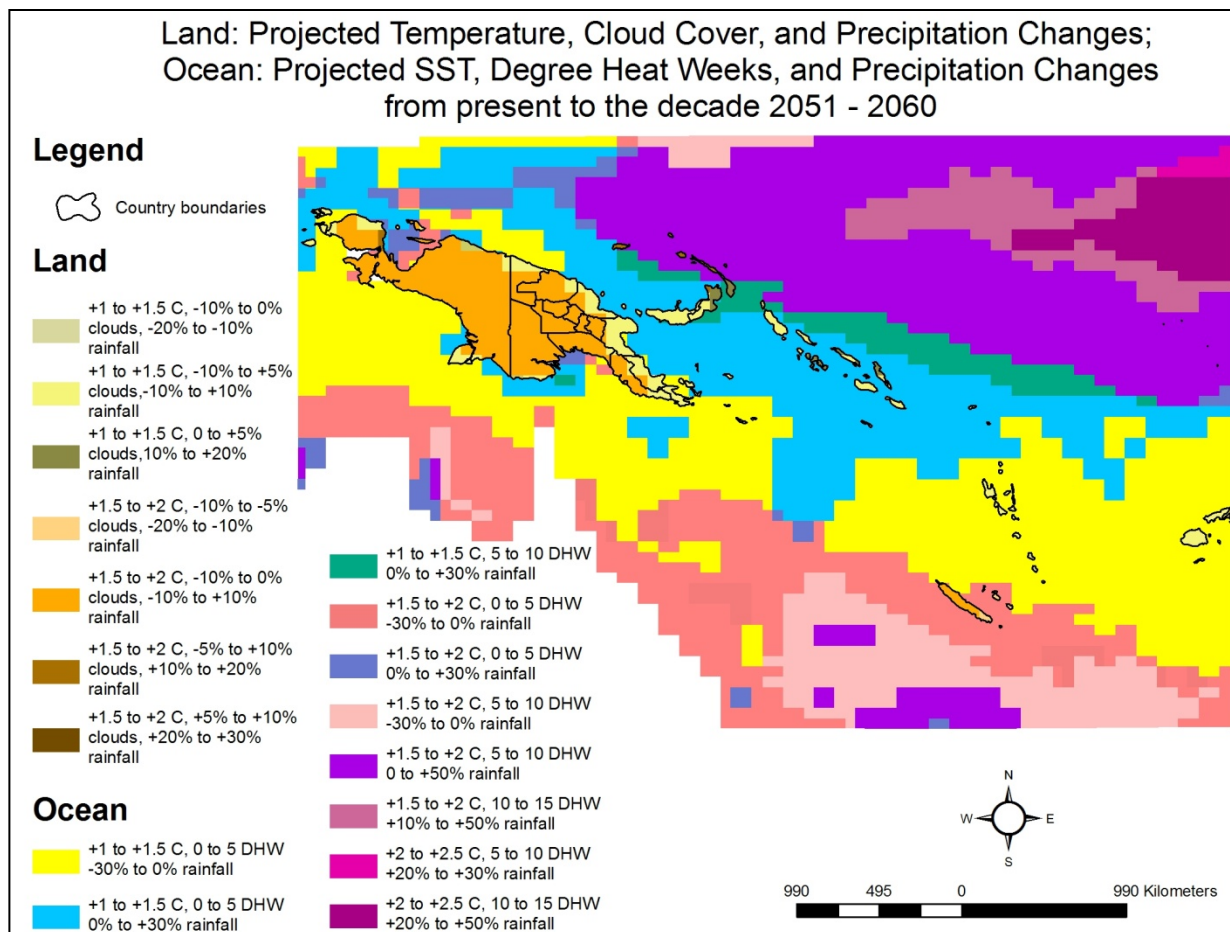 Land: Projected Temperature, Cloud Cover, and Precipitation Changes;
Ocean: Projected SST, Degree Heat Weeks, and Precipitation Changes
from present to the decade 2051 - 2060
Legend
Country boundaries
Land
+1 to +1.5 C, -10% to 0%
clouds, -20% to -10%
rainfall
+1 to +1.5 C, -10% to +5%
clouds,-10% to +10%
rainfall
+1 to +1.5 C, 0 to +5%
clouds,10% to +20%
rainfall
+1.5 to +2 C, -10% to -5%
clouds, -20% to -10%
rainfall
+1.5 to +2 C, -10% to 0%
clouds, -10% to +10%
rainfall
+1.5 to +2 C, -5% to +10%
clouds, +10% to +20%
rainfall
+1.5 to +2 C, +5% to +10%
clouds, +20% to +30%
rainfall
Ocean
+1 to +1.5 C, 0 to 5 DHW
-30% to 0% rainfall
+1 to +1.5 C, 0 to 5 DHW
0% to +30% rainfall
+1 to +1.5 C, 5 to 10 DHW
0% to +30% rainfall
+1.5 to +2 C, 0 to 5 DHW
-30% to 0% rainfall
+1.5 to +2 C, 0 to 5 DHW
0% to +30% rainfall
+1.5 to +2 C, 5 to 10 DHW
-30% to 0% rainfall
+1.5 to +2 C, 5 to 10 DHW
0 to +50% rainfall
+1.5 to +2 C, 10 to 15 DHW
+10% to +50% rainfall
+2 to +2.5 C, 5 to 10 DHW
+20% to +30% rainfall
+2 to +2.5 C, 10 to 15 DHW
+20% to +50% rainfall
N
W E
S
990 495 0 990 Kilometers